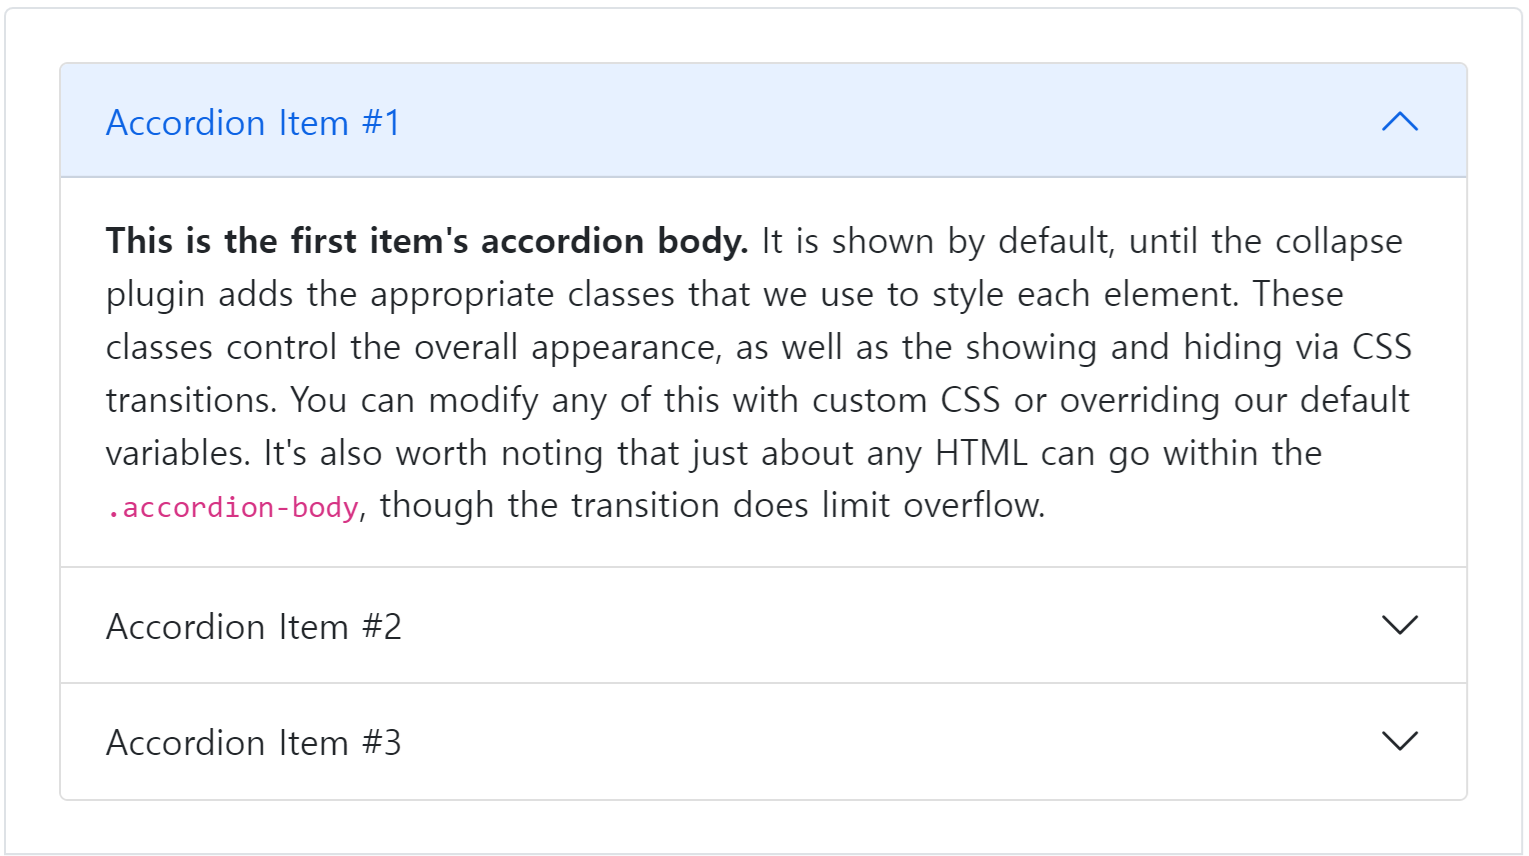 Accordion Item #1
This is the first item's accordion body. It is shown by default, until the collapse
plugin adds the appropriate classes that we use to style each element. These
classes control the overall appearance, as well as the showing and hiding via CSS
transitions. You can modify any of this with custom CSS or overriding our default
variables. It's also worth noting that just about any HTML can go within the
.accordion-body, though the transition does limit overflow.
Accordion Item #2
Accordion Item #3